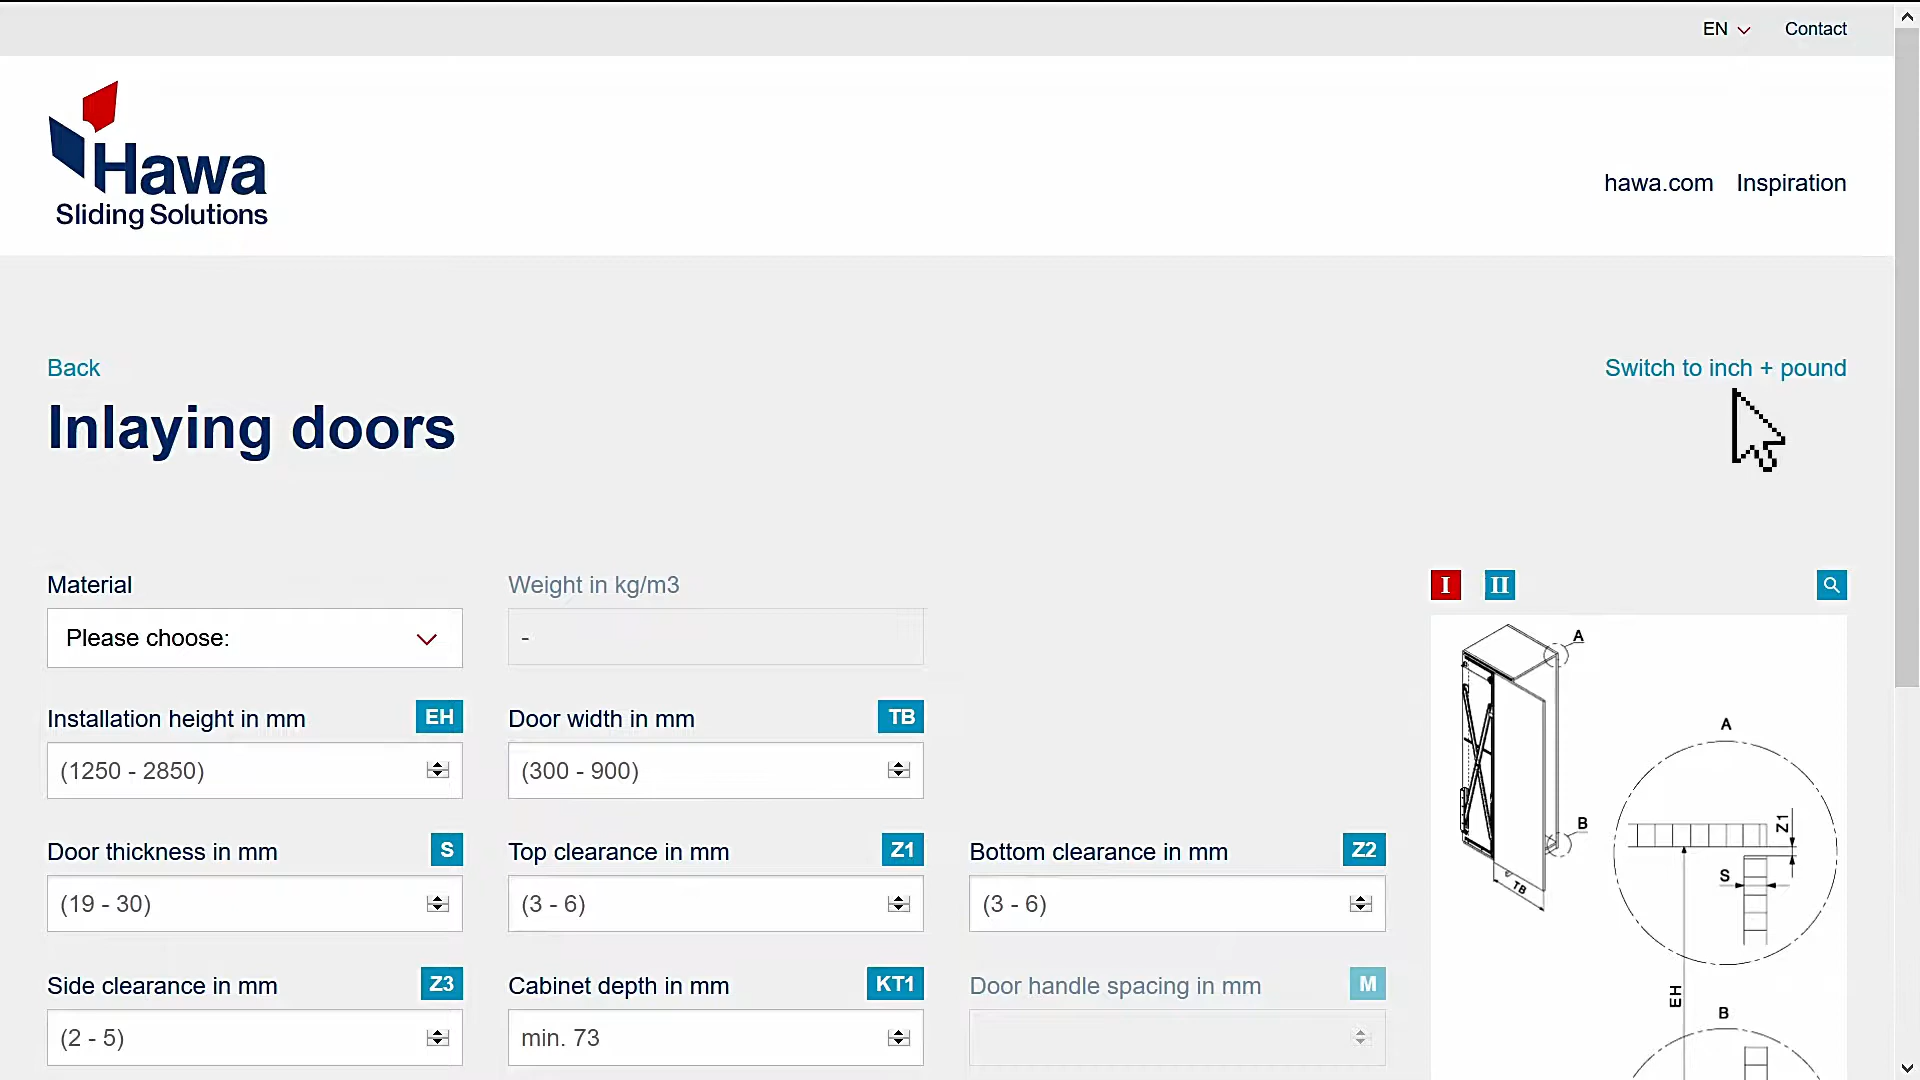 EN Contact
Hawa
Sliding Solutions
hawa.com Inspiration
Back Switch to inch + pound
Inlaying doors
Material Weight in kg/m3 I II
Please choose: -
Installation height in mm EH Door width in mm TB
(1250 - 2850) (300 - 900)
Door thickness in mm S Top clearance in mm Z1 Bottom clearance in mm Z2
(19 - 30) (3 - 6) (3 - 6)
Side clearance in mm Z3 Cabinet depth in mm KT1 Door handle spacing in mm M
(2 - 5) min. 73
A
A
B
Z1
S
TB
EH
B